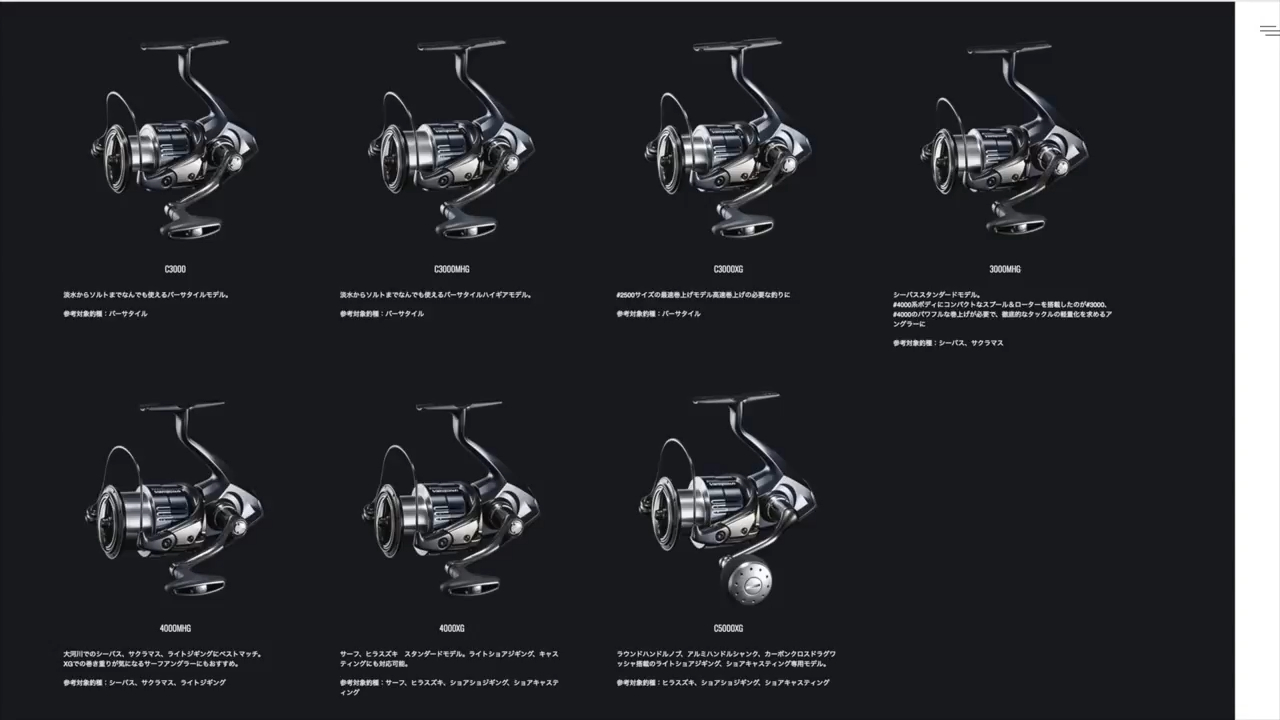 C3000
淡水からソルトまでなんでも使えるバーサタイルモデル。
参考対象釣種：バーサタイル
C3000MHG
淡水からソルトまでなんでも使えるバーサタイルハイギアモデル。
参考対象釣種：バーサタイル
C3000XG
#2500サイズの最速巻上げモデル高速巻上げの必要な釣りに
参考対象釣種：バーサタイル
3000MHG
シーバススタンダードモデル。
#4000系ボディにコンパクトなスプール＆ローターを搭載したのが#3000、
#4000のパワフルな巻上げが必要で、徹底的なタックルの軽量化を求めるア
ングラーに
参考対象釣種：シーバス、サクラマス
4000MHG
大河川でのシーバス、サクラマス、ライトジギングにベストマッチ。
XGでの巻き重りが気になるサーフアングラーにもおすすめ。
参考対象釣種：シーバス、サクラマス、ライトジギング
4000XG
サーフ、ヒラスズキ　スタンダードモデル。ライトショアジギング、キャス
ティングにも対応可能。
参考対象釣種：サーフ、ヒラスズキ、ショアショジギング、ショアキャステ
ィング
C5000XG
ラウンドハンドルノブ、アルミハンドルシャンク、カーボンクロスドラグワ
ッシャ搭載のライトショアジギング、ショアキャスティング専用モデル。
参考対象釣種：ヒラスズキ、ショアショジギング、ショアキャスティング